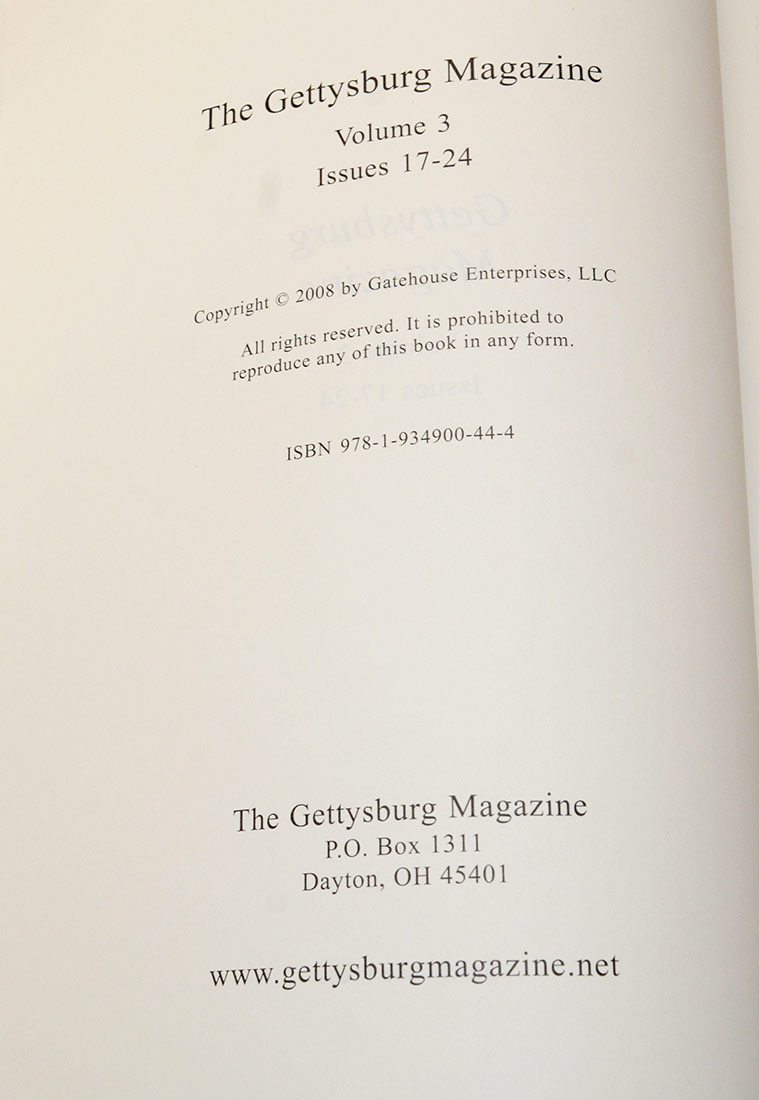 The Gettysburg Magazine
Volume 3
Issues 17-24
Copyright © 2008 by Gatehouse Enterprises, LLC
All rights reserved. It is prohibited to
reproduce any of this book in any form.
ISBN 978-1-934900-44-4
The Gettysburg Magazine
P.O. Box 1311
Dayton, OH 45401
www.gettysburgmagazine.net